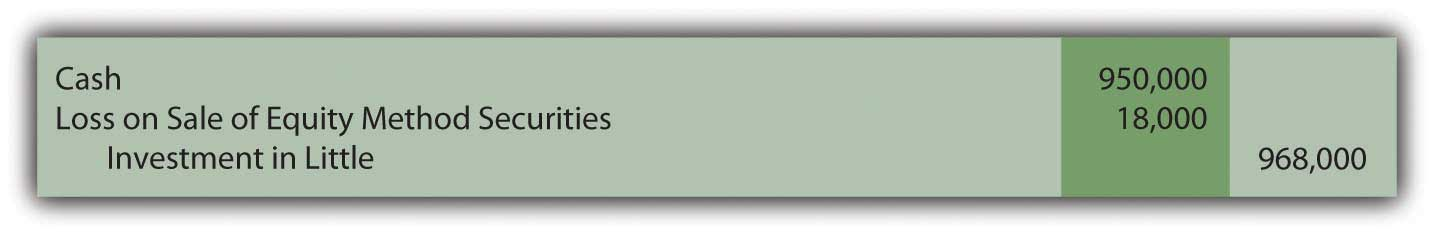 Cash 950,000
Loss on Sale of Equity Method Securities 18,000
Investment in Little 968,000